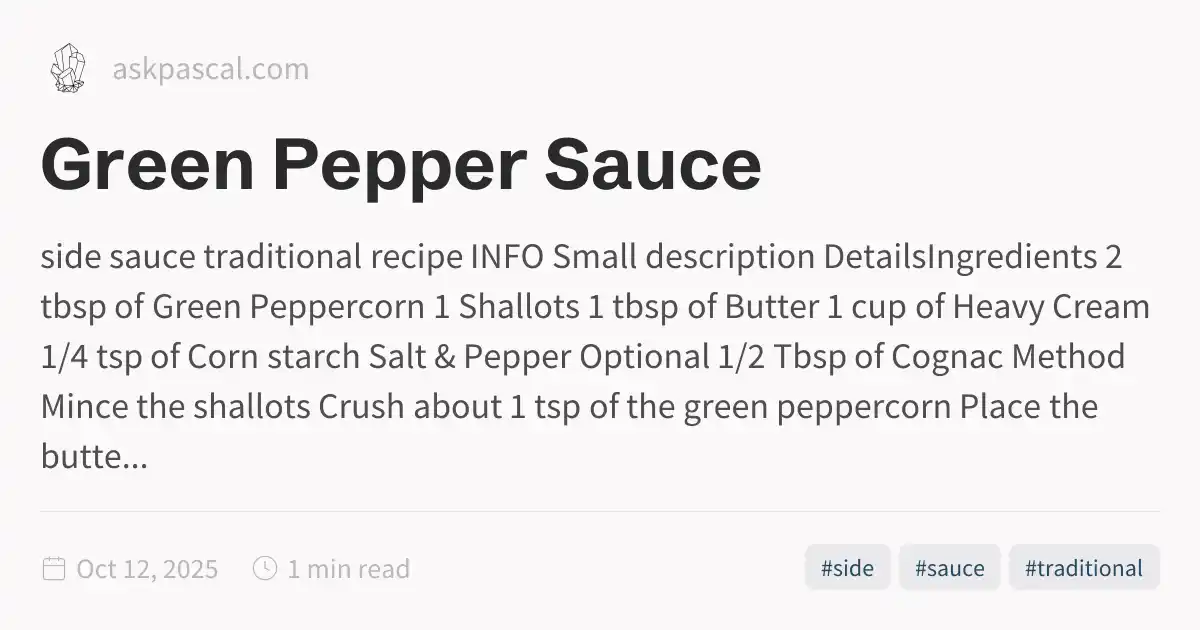 askpascal.com
Green Pepper Sauce
side sauce traditional recipe INFO Small description DetailsIngredients 2
tbsp of Green Peppercorn 1 Shallots 1 tbsp of Butter 1 cup of Heavy Cream
1/4 tsp of Corn starch Salt & Pepper Optional 1/2 Tbsp of Cognac Method
Mince the shallots Crush about 1 tsp of the green peppercorn Place the
butte...
Oct 12, 2025 1 min read #side #sauce #traditional